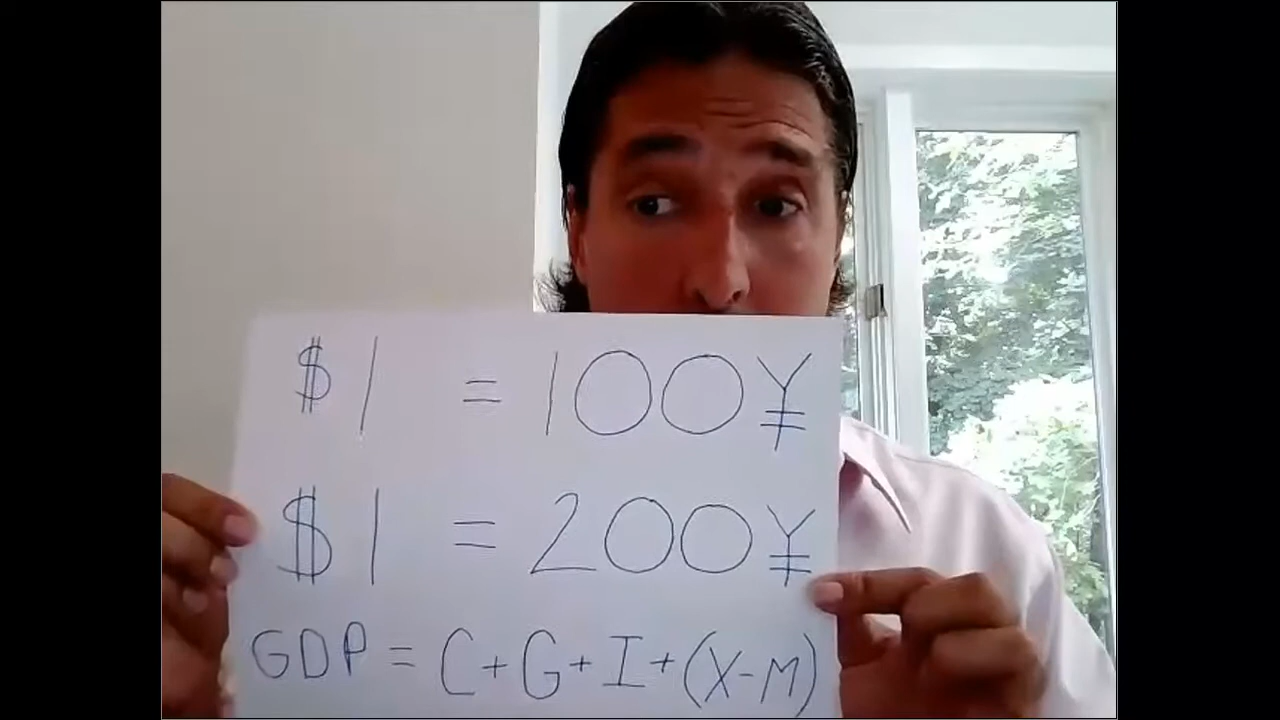 $1 = 100¥
$1 = 200¥
GDP = C+G+I+(X-M)